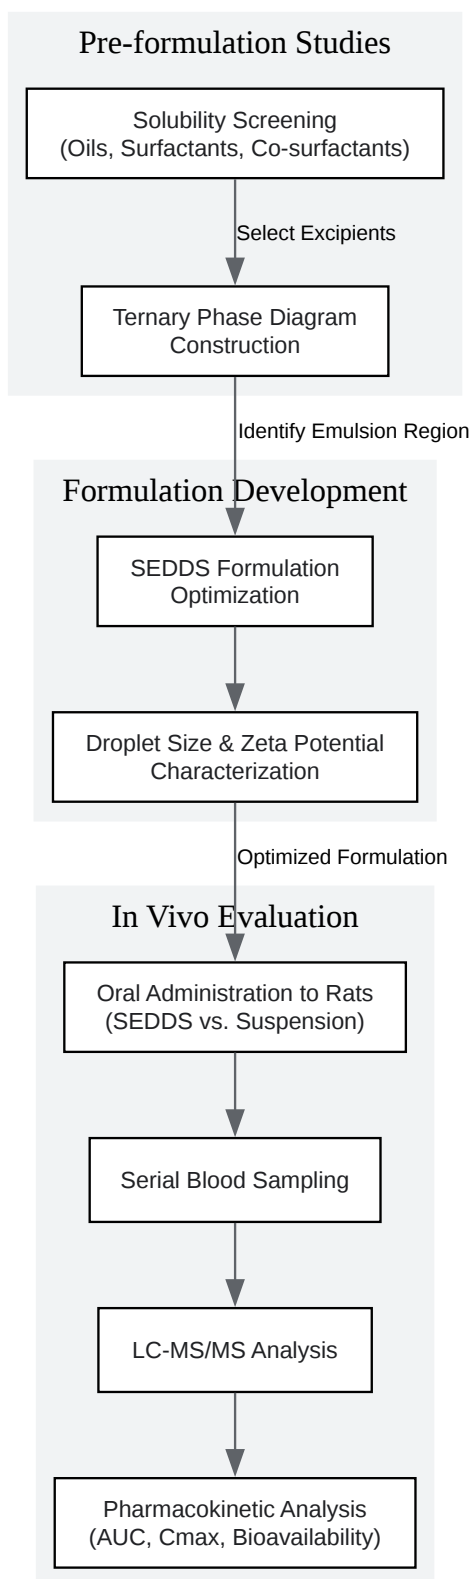 Pre-formulation Studies
Solubility Screening
(Oils, Surfactants, Co-surfactants)
Select Excipients
Ternary Phase Diagram
Construction
Identify Emulsion Region
Formulation Development
SEDDS Formulation
Optimization
Droplet Size & Zeta Potential
Characterization
Optimized Formulation
In Vivo Evaluation
Oral Administration to Rats
(SEDDS vs. Suspension)
Serial Blood Sampling
LC-MS/MS Analysis
Pharmacokinetic Analysis
(AUC, Cmax, Bioavailability)